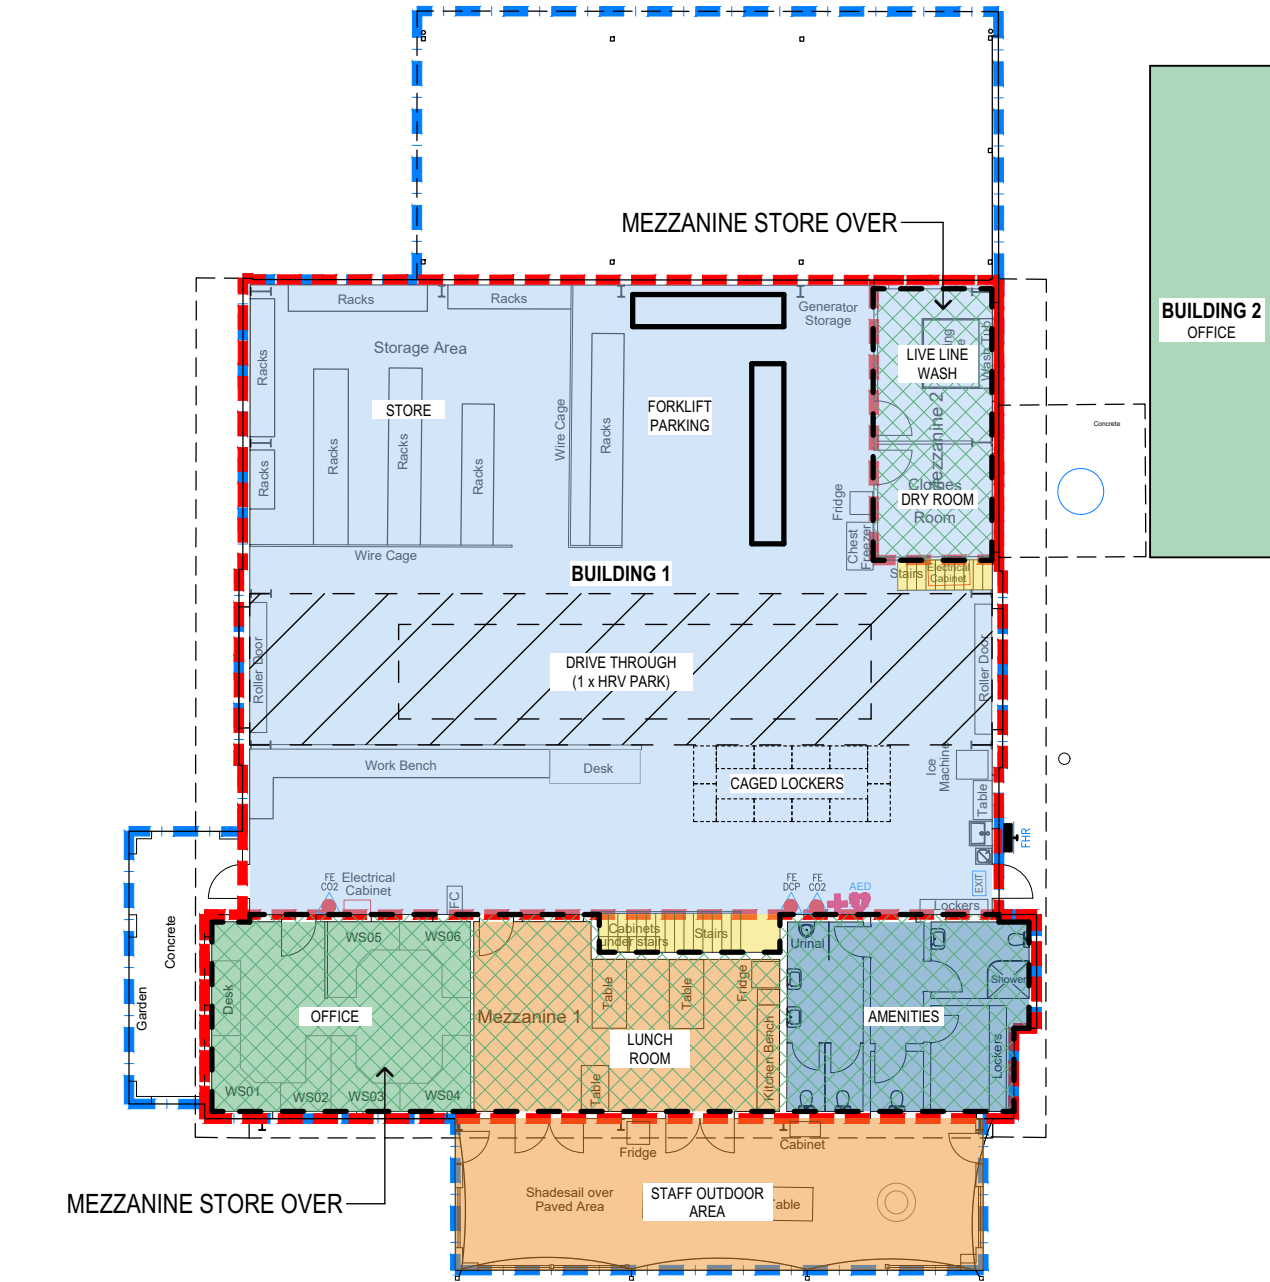 MEZZANINE STORE OVER
BUILDING 2
OFFICE
Racks
Racks
Generator
Storage
Storage Area
Racks
STORE
FORKLIFT
PARKING
LIVE LINE
WASH
Wash Tub
Mezzanine 2
Concrete
Racks
Racks
Racks
Racks
Wire Cage
Racks
Clothes
DRY ROOM
Room
Fridge
Chest
Freezer
Wire Cage
BUILDING 1
Stairs
Electrical
Cabinet
Roller Door
DRIVE THROUGH
(1 x HRV PARK)
Roller Door
Work Bench
Desk
CAGED LOCKERS
Ice
Machine
Table
FHR
FE
CO2
Electrical
Cabinet
FC
FE
DCP
FE
CO2
AED
EXIT
Lockers
Concrete
Garden
WS05
WS06
Cabinets
under stairs
Stairs
Urinal
Desk
OFFICE
Mezzanine 1
Table
Table
Fridge
Shower
AMENITIES
LUNCH
ROOM
Kitchen Bench
Lockers
Table
WS01
WS02
WS03
WS04
Fridge
Cabinet
Shadesail over
Paved Area
STAFF OUTDOOR
AREA
Table
MEZZANINE STORE OVER